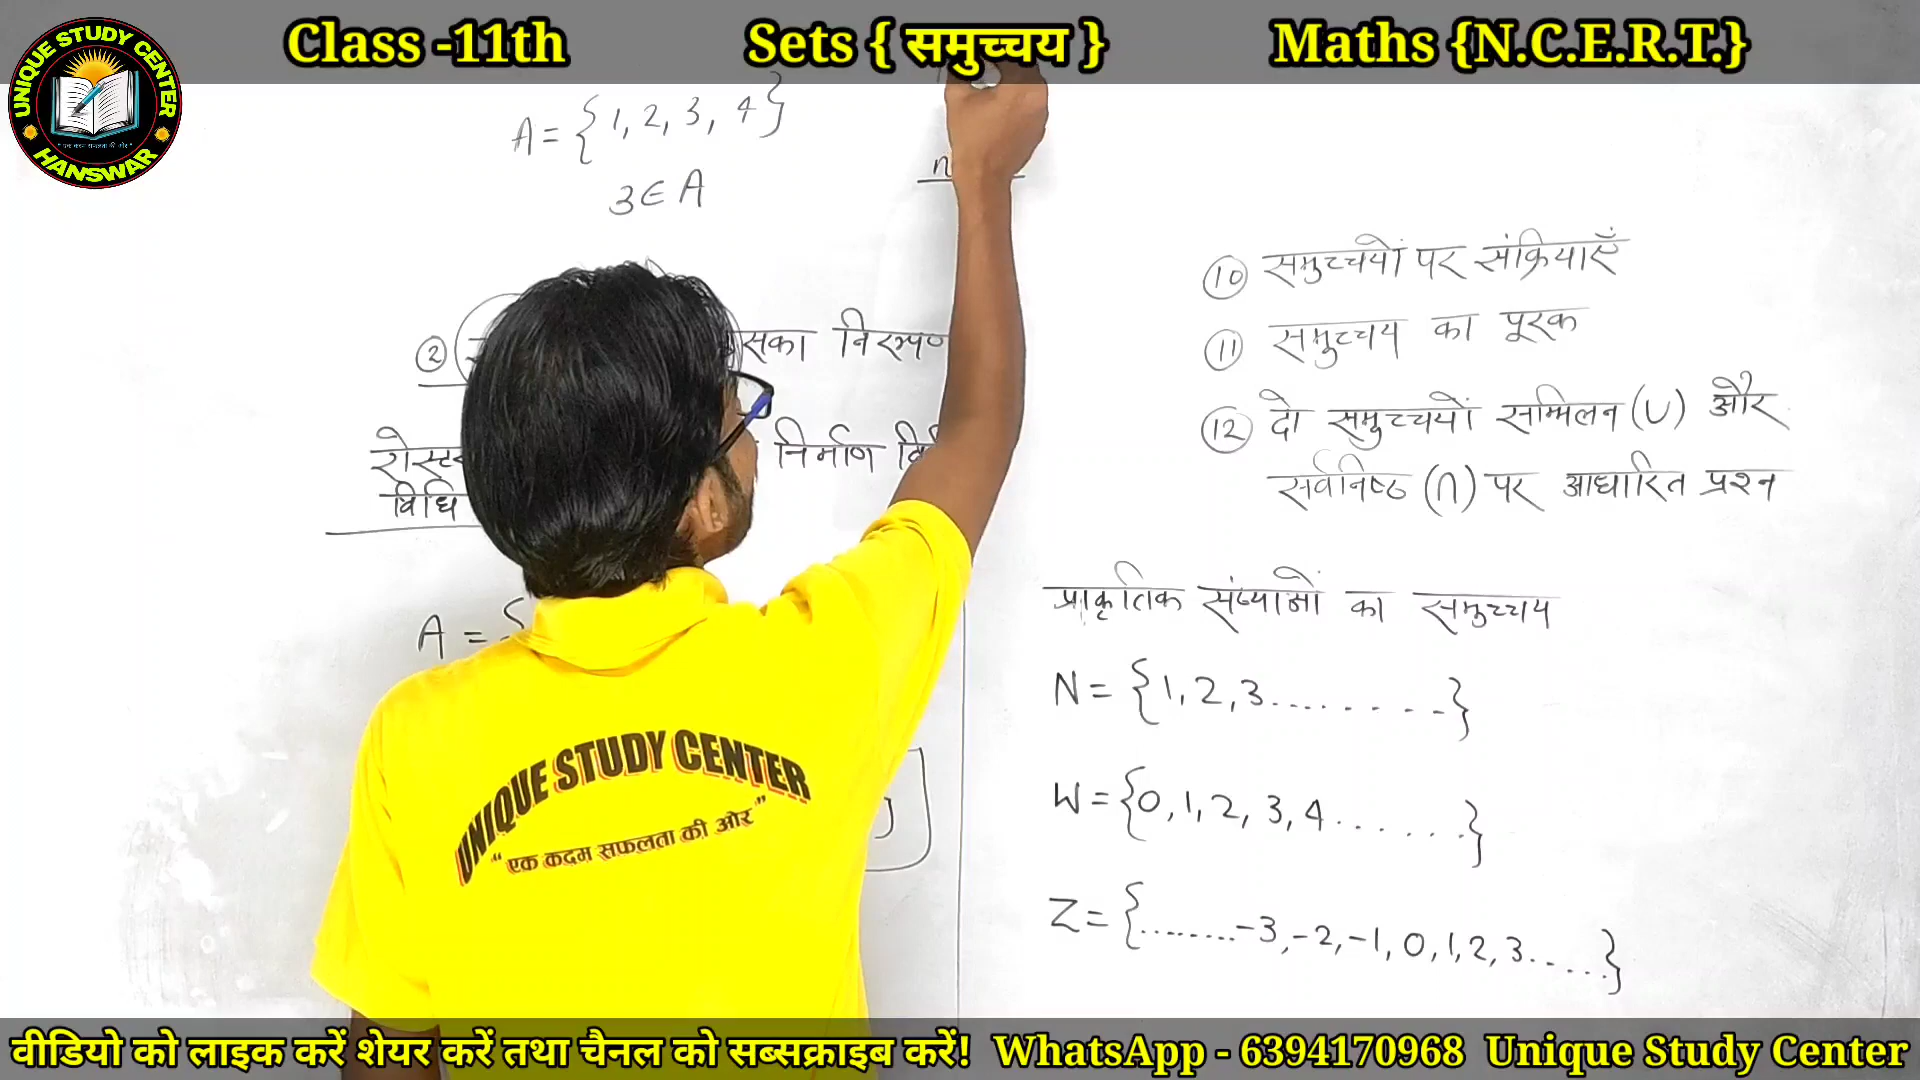 Class -11th
Sets { समुच्चय }
Maths {N.C.E.R.T.}
UNIQUE STUDY CENTER
HANSWAR
A = {1, 2, 3, 4}
3 ∈ A
n
② सका निरूपण
निर्माण
विधि
A = {
⑩ समुच्चयों पर संक्रियाएँ
⑪ समुच्चय का पूरक
⑫ दो समुच्चयों सम्मिलन (∪) और
सर्वनिष्ठ (∩) पर आधारित प्रश्न
प्राकृतिक संख्याओं का समुच्चय
N = {1, 2, 3.........}
W = {0, 1, 2, 3, 4.......}
Z = {........-3, -2, -1, 0, 1, 2, 3......}
UNIQUE STUDY CENTER
"एक कदम सफलता की ओर"
वीडियो को लाइक करें शेयर करें तथा चैनल को सब्सक्राइब करें! WhatsApp - 6394170968 Unique Study Center